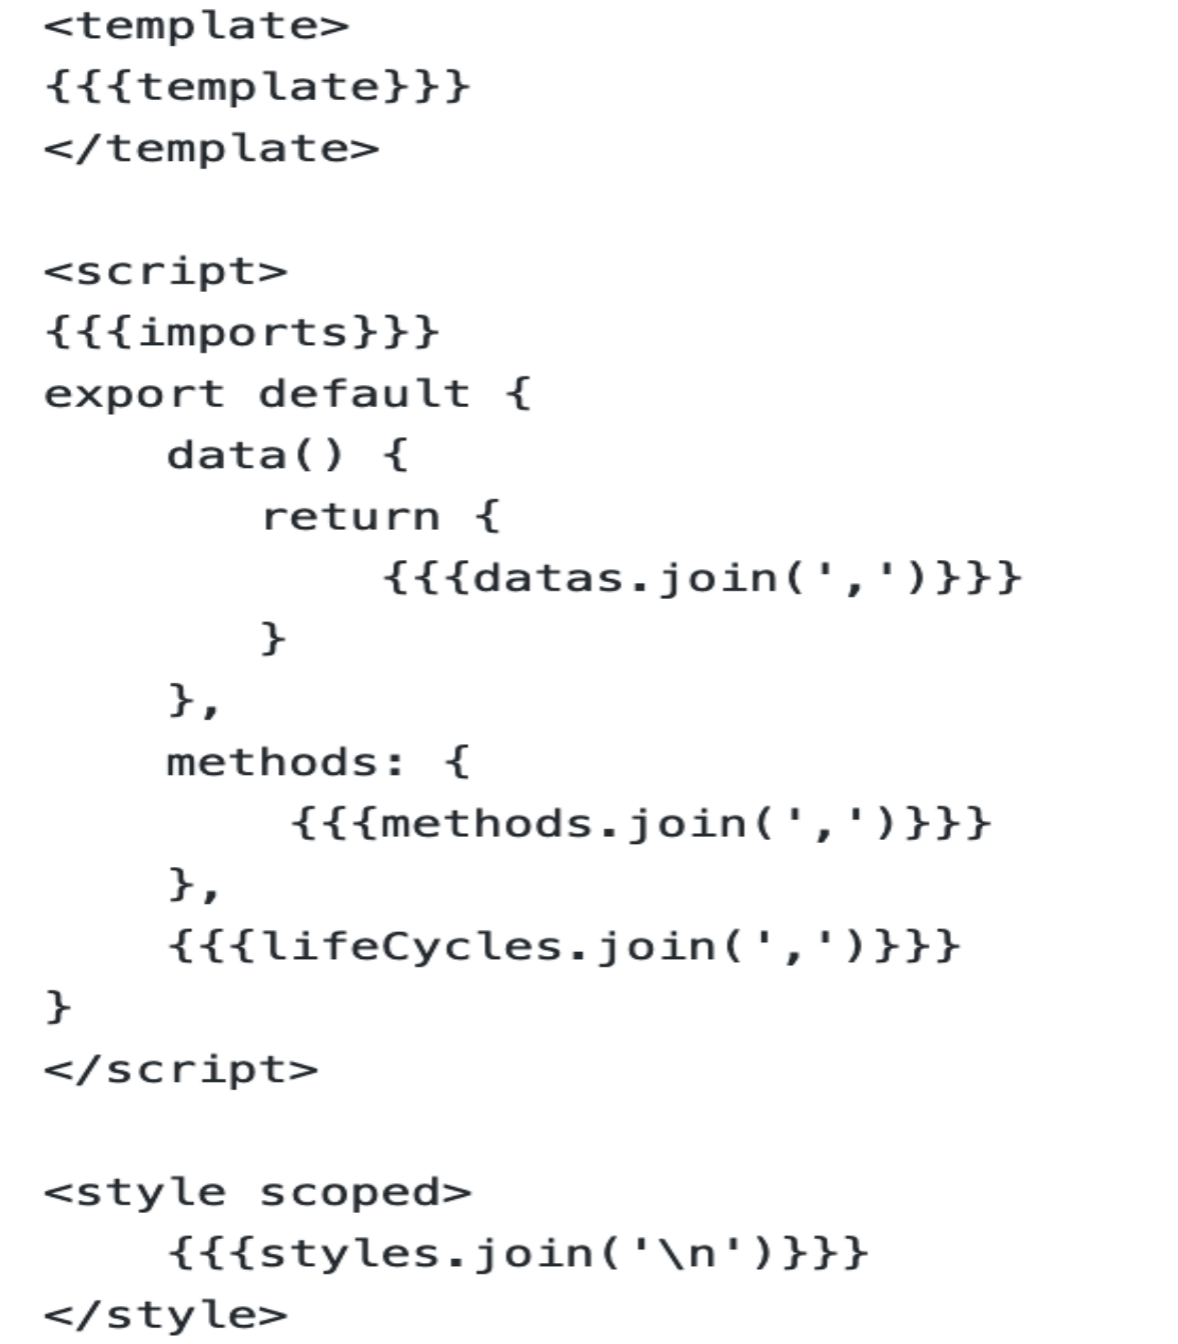 <template>
{{{template}}}
</template>

<script>
{{{imports}}}
export default {
    data() {
       return {
           {{{datas.join(',')}}}
       }
    },
    methods: {
        {{{methods.join(',')}}}
    },
    {{{lifeCycles.join(',')}}}
}
</script>

<style scoped>
    {{{styles.join('\n')}}}
</style>